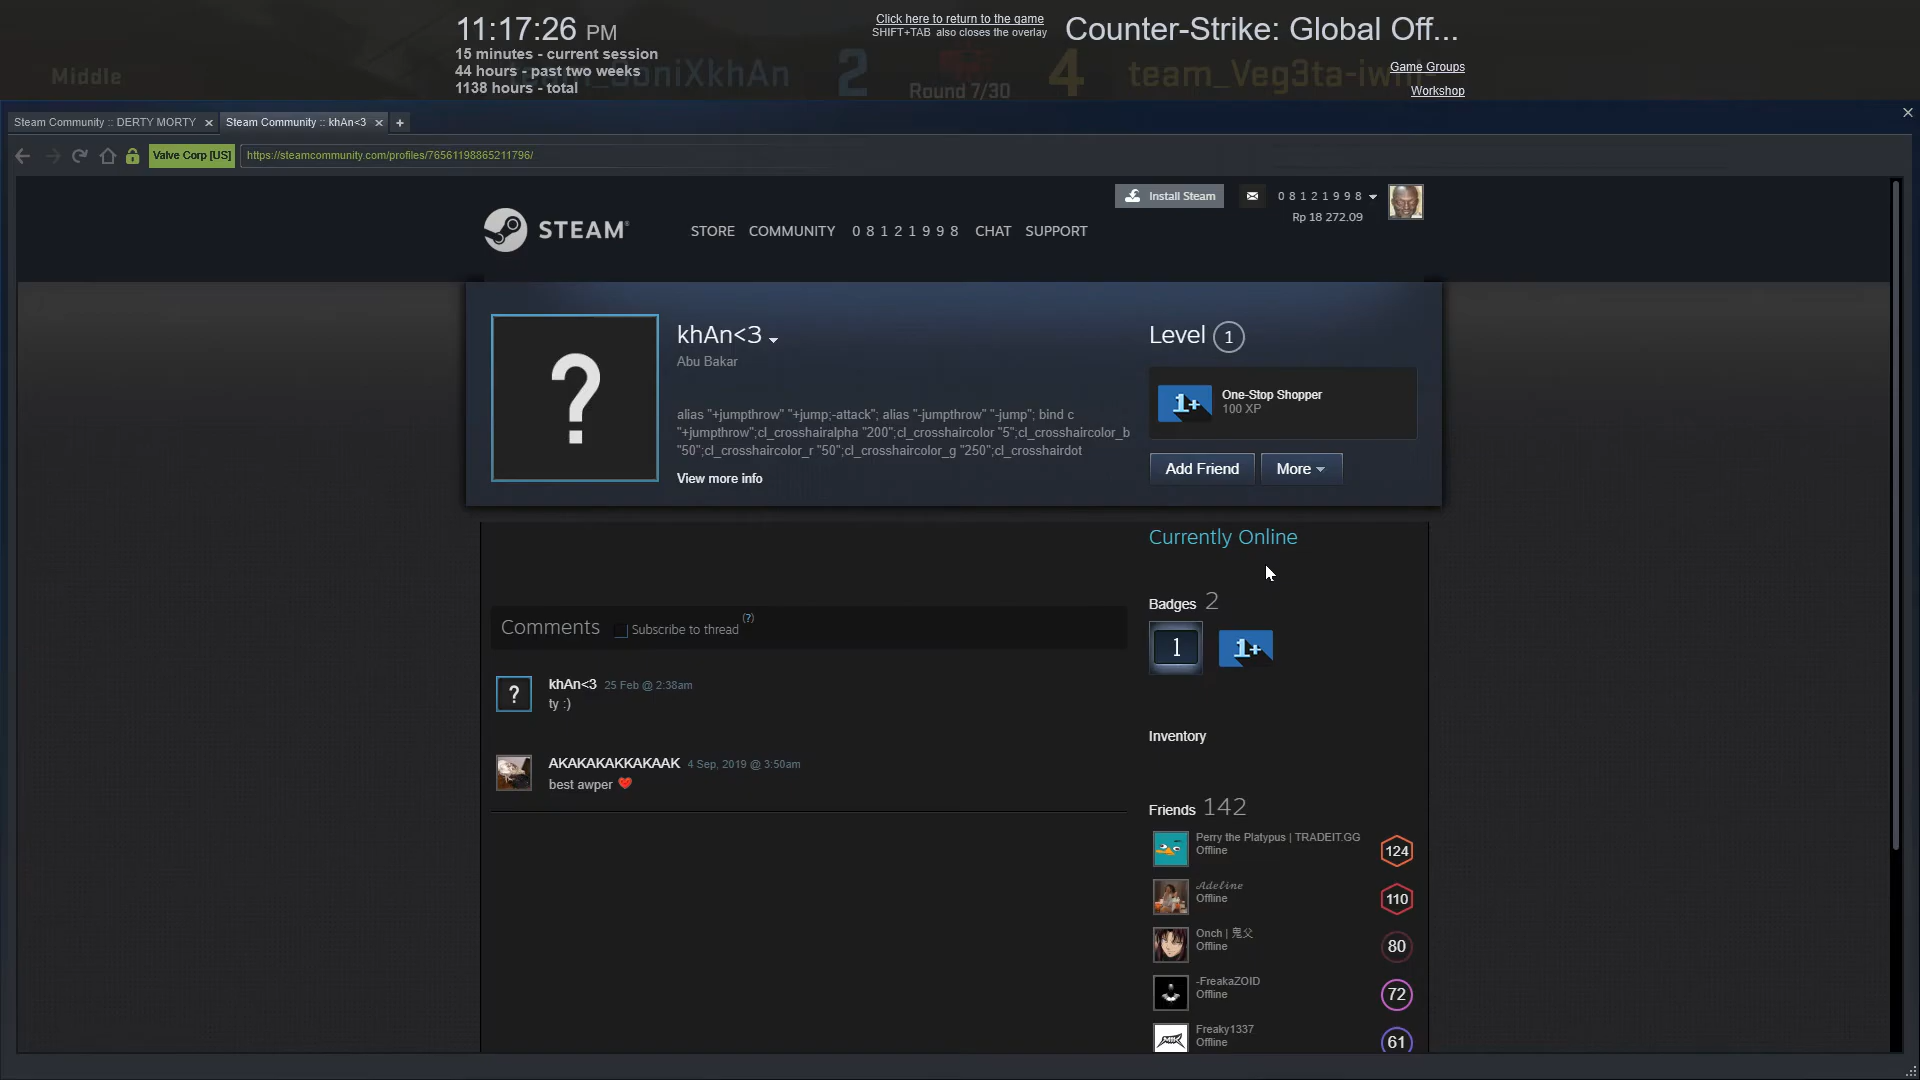 11:17:26 PM
15 minutes - current session
44 hours - past two weeks
1138 hours - total
Click here to return to the game
SHIFT+TAB also closes the overlay
Counter-Strike: Global Off...
Game Groups
Workshop
Middle
2
Round 7/30
4
Steam Community :: DERTY MORTY
Steam Community :: khAn<3
Valve Corp [US]
https://steamcommunity.com/profiles/76561198865211796/
Install Steam
0 8 1 2 1 9 9 8
Rp 18 272.09
STEAM
STORE COMMUNITY 0 8 1 2 1 9 9 8 CHAT SUPPORT
?
khAn<3
Abu Bakar
alias "+jumpthrow" "+jump;-attack"; alias "-jumpthrow" "-jump"; bind c
"+jumpthrow";cl_crosshairalpha "200";cl_crosshaircolor "5";cl_crosshaircolor_b
"50";cl_crosshaircolor_r "50";cl_crosshaircolor_g "250";cl_crosshairdot
View more info
Level 1
1+
One-Stop Shopper
100 XP
Add Friend
More
Currently Online
Badges 2
1
1+
Comments
Subscribe to thread (?)
?
khAn<3 25 Feb @ 2:38am
ty :)
AKAKAKAKKAKAAK 4 Sep, 2019 @ 3:50am
best awper ❤
Inventory
Friends 142
Perry the Platypus | TRADEIT.GG
Offline
124
𝓐𝓭𝓮𝓵𝓲𝓷𝓮
Offline
110
Onch | 鬼父
Offline
80
-FreakaZOID
Offline
72
Freaky1337
Offline
61